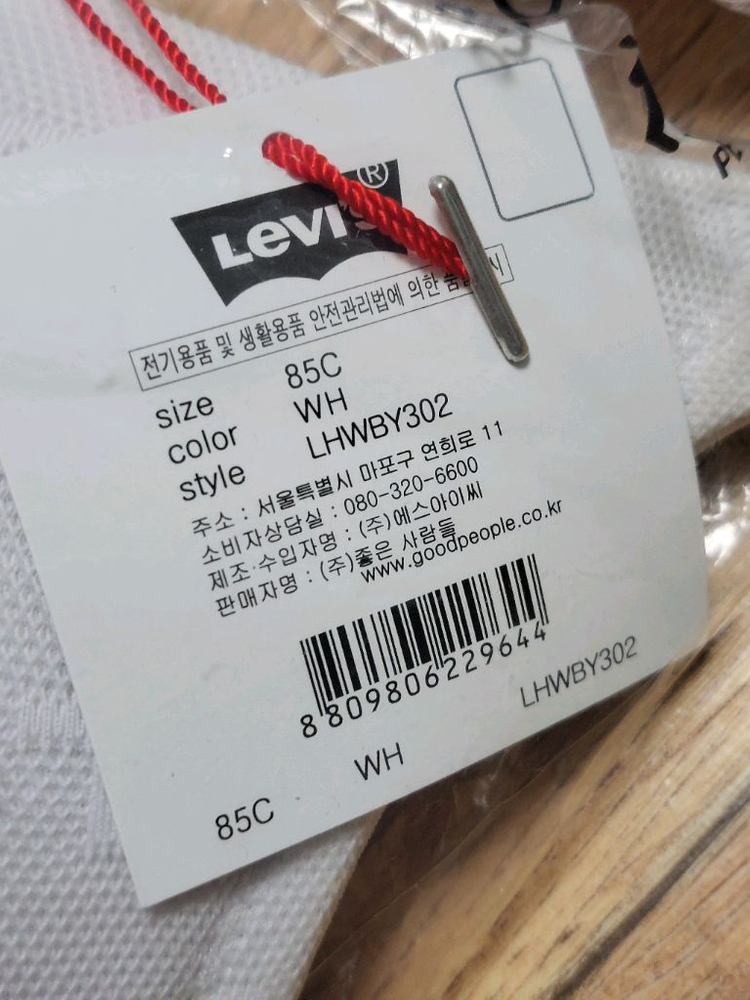 Levi's®
전기용품 및 생활용품 안전관리법에 의한 품
size 85C
color WH
style LHWBY302
주소 : 서울특별시 마포구 연희로 11
소비자상담실 : 080-320-6600
제조·수입자명 : (주)에스아이씨
판매자명 : (주)좋은 사람들
www.goodpeople.co.kr
8809806229644
LHWBY302
85C WH